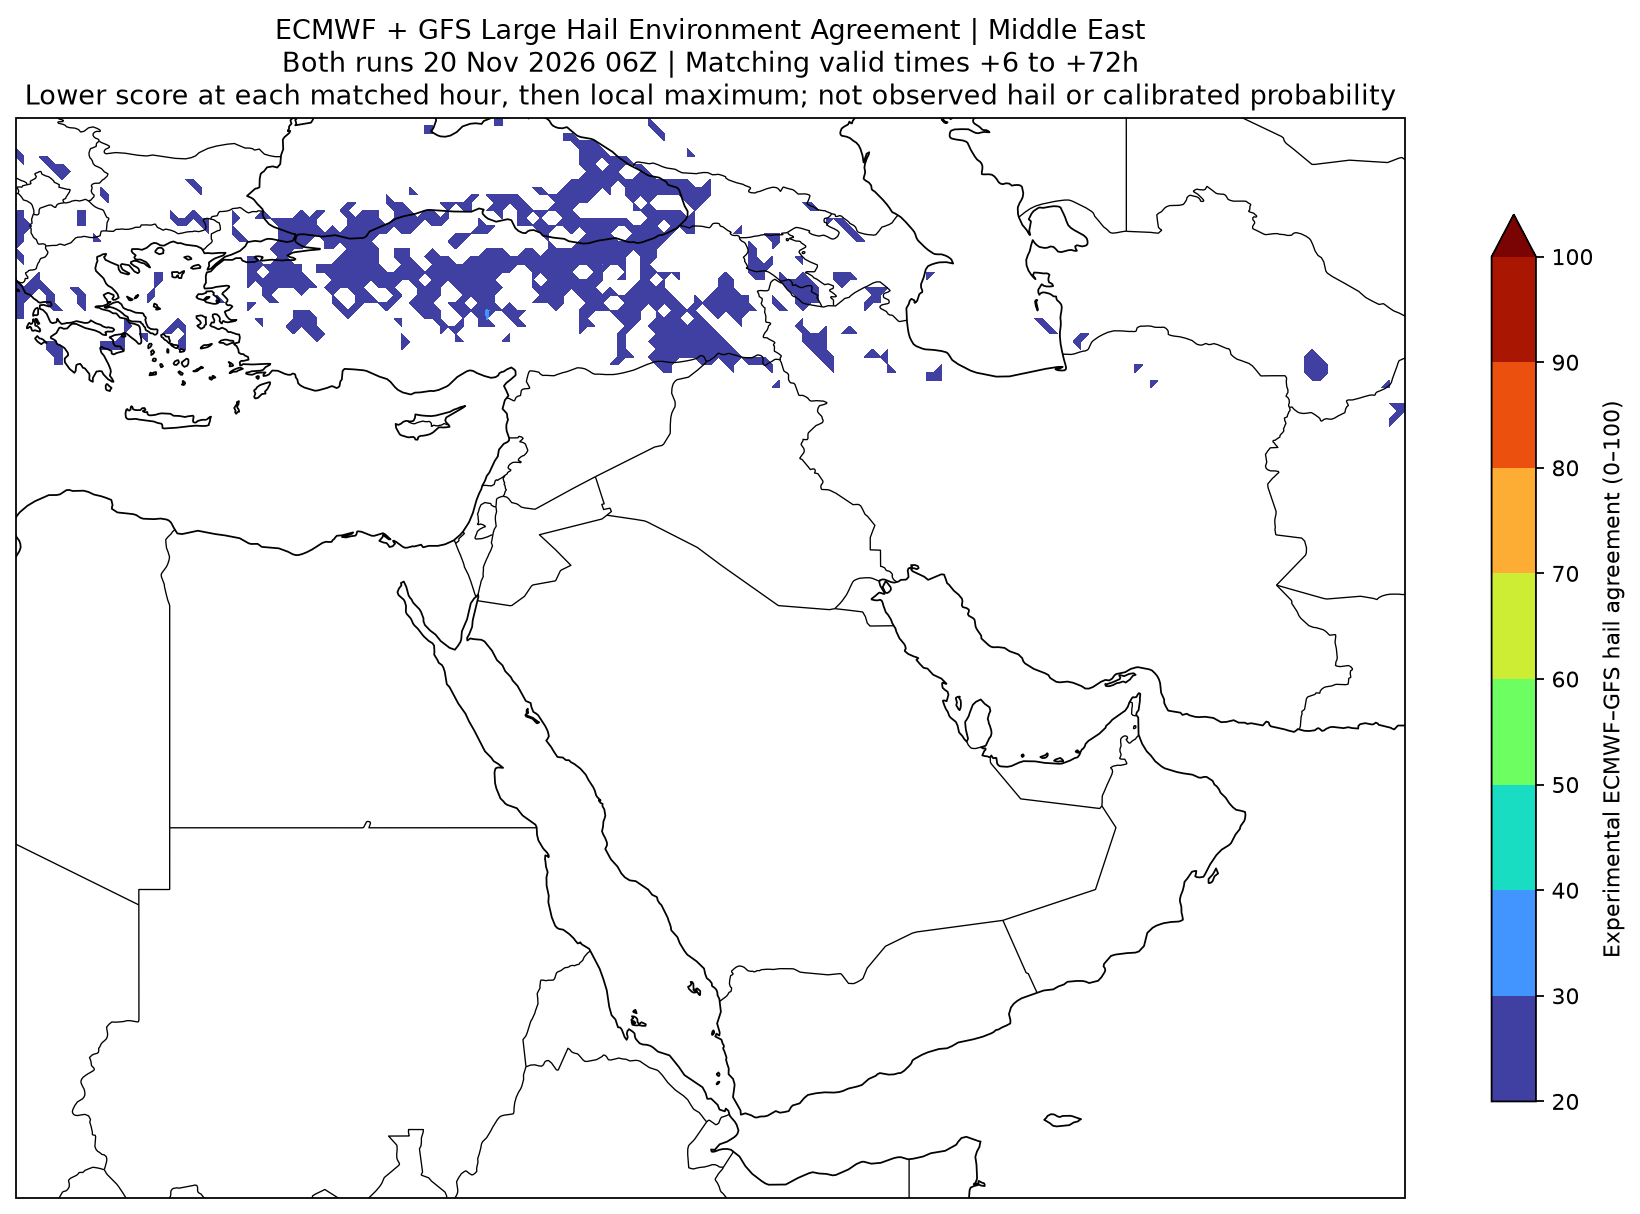 ECMWF + GFS Large Hail Environment Agreement | Middle East
Both runs 20 Nov 2026 06Z | Matching valid times +6 to +72h
Lower score at each matched hour, then local maximum; not observed hail or calibrated probability
100
90
80
70
60
50
40
30
20
Experimental ECMWF–GFS hail agreement (0–100)